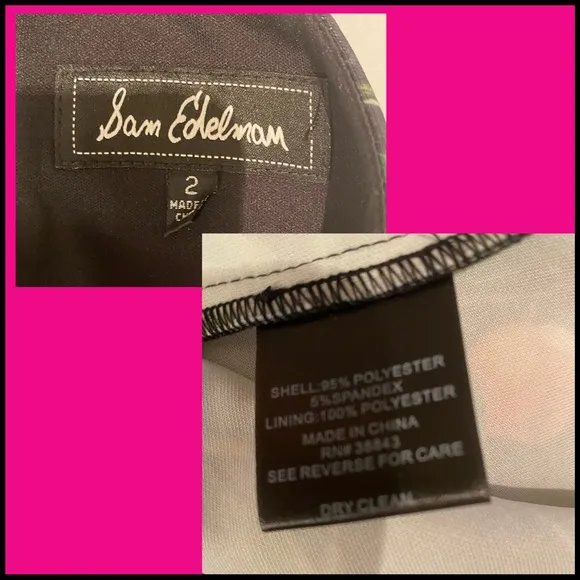 Sam Edelman
2
MADE
SHELL:95% POLYESTER
5%SPANDEX
LINING:100% POLYESTER
MADE IN CHINA
RN# 38843
SEE REVERSE FOR CARE
DRY CLEAN